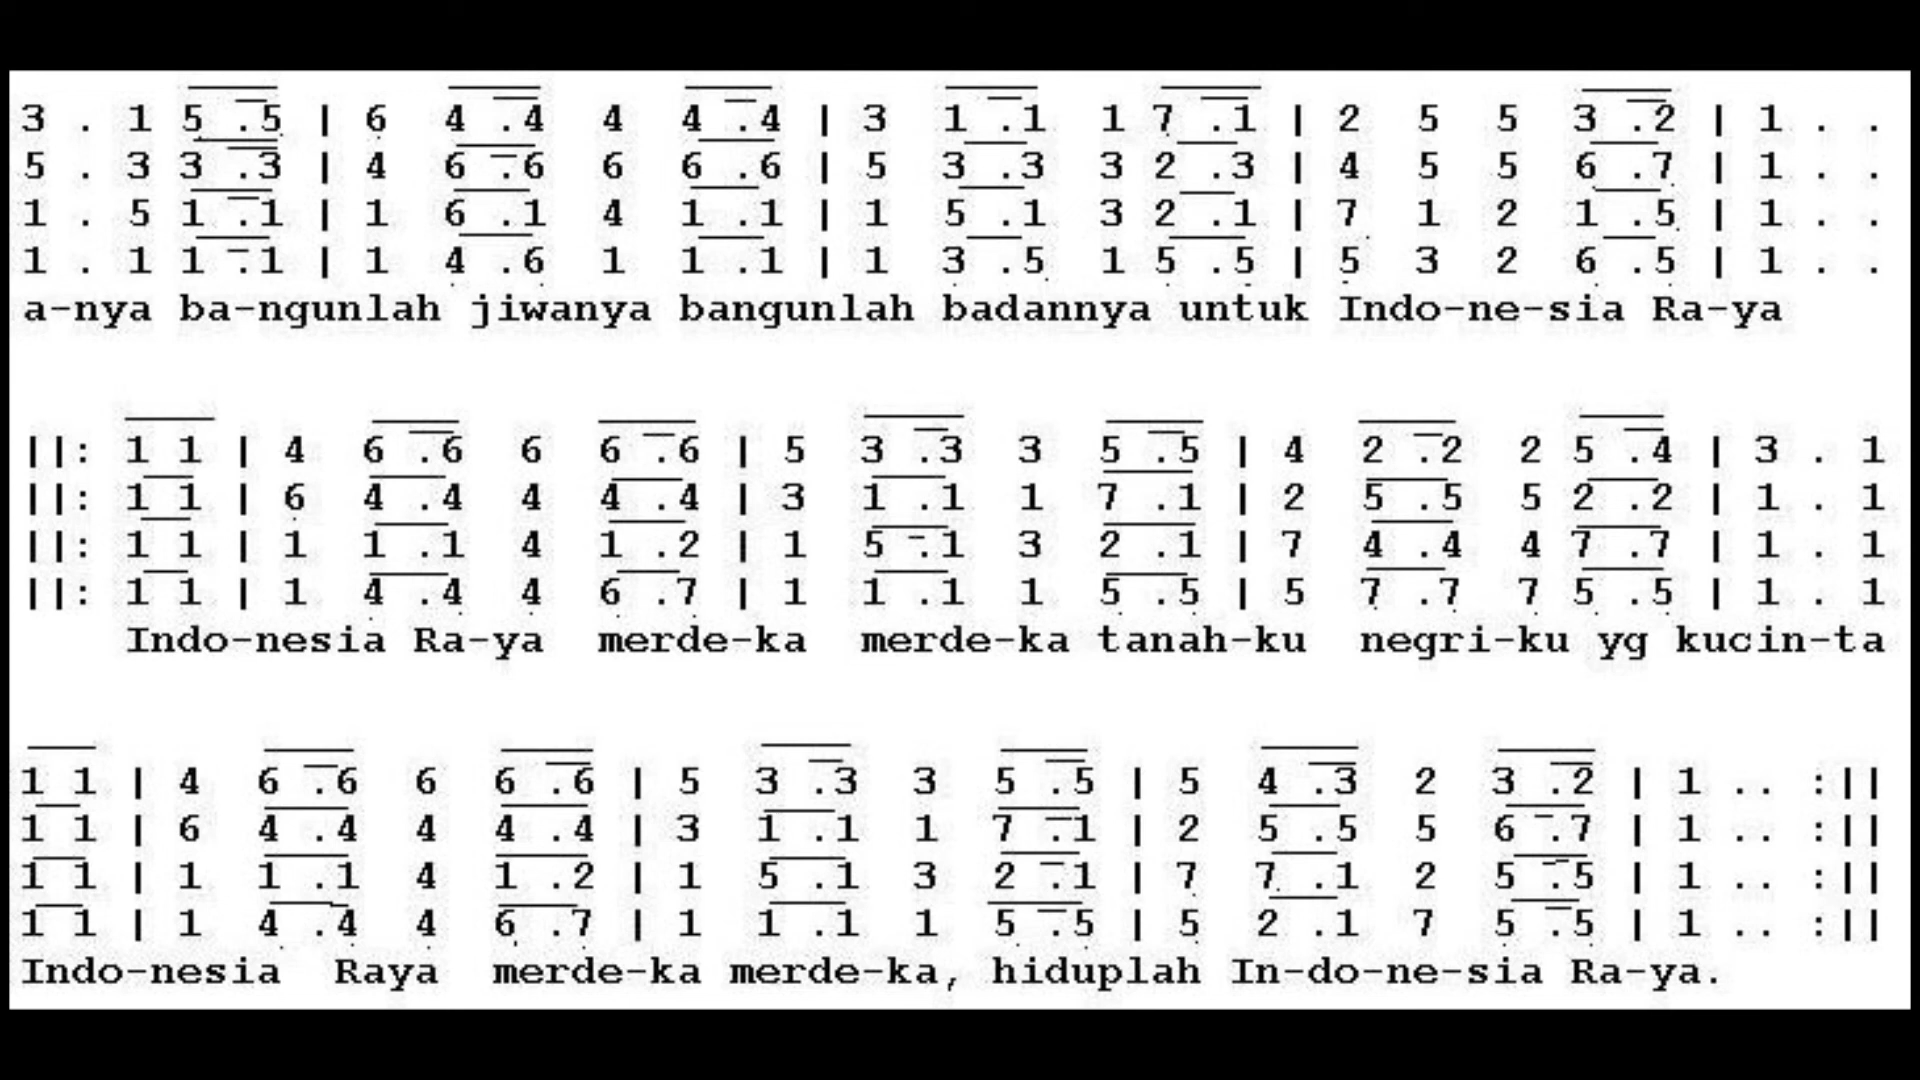 3 . 1 5 .5 | 6 4 .4 4 4 .4 | 3 1 .1 1 7 .1 | 2 5 5 3 .2 | 1 . .
5 . 3 3 .3 | 4 6 .6 6 6 .6 | 5 3 .3 3 2 .3 | 4 5 5 6 .7 | 1 . .
1 . 5 1 .1 | 1 6 .1 4 1 .1 | 1 5 .1 3 2 .1 | 7 1 2 1 .5 | 1 . .
1 . 1 1 .1 | 1 4 .6 1 1 .1 | 1 3 .5 1 5 .5 | 5 3 2 6 .5 | 1 . .
a-nya ba-ngunlah jiwanya bangunlah badannya untuk Indo-ne-sia Ra-ya
||: 1 1 | 4 6 .6 6 6 .6 | 5 3 .3 3 5 .5 | 4 2 .2 2 5 .4 | 3 . 1
||: 1 1 | 6 4 .4 4 4 .4 | 3 1 .1 1 7 .1 | 2 5 .5 5 2 .2 | 1 . 1
||: 1 1 | 1 1 .1 4 1 .2 | 1 5 .1 3 2 .1 | 7 4 .4 4 7 .7 | 1 . 1
||: 1 1 | 1 4 .4 4 6 .7 | 1 1 .1 1 5 .5 | 5 7 .7 7 5 .5 | 1 . 1
Indo-nesia Ra-ya merde-ka merde-ka tanah-ku negri-ku yg kucin-ta
1 1 | 4 6 .6 6 6 .6 | 5 3 .3 3 5 .5 | 5 4 .3 2 3 .2 | 1 .. :||
1 1 | 6 4 .4 4 4 .4 | 3 1 .1 1 7 .1 | 2 5 .5 5 6 .7 | 1 .. :||
1 1 | 1 1 .1 4 1 .2 | 1 5 .1 3 2 .1 | 7 7 .1 2 5 .5 | 1 .. :||
1 1 | 1 4 .4 4 6 .7 | 1 1 .1 1 5 .5 | 5 2 .1 7 5 .5 | 1 .. :||
Indo-nesia Raya merde-ka merde-ka, hiduplah In-do-ne-sia Ra-ya.